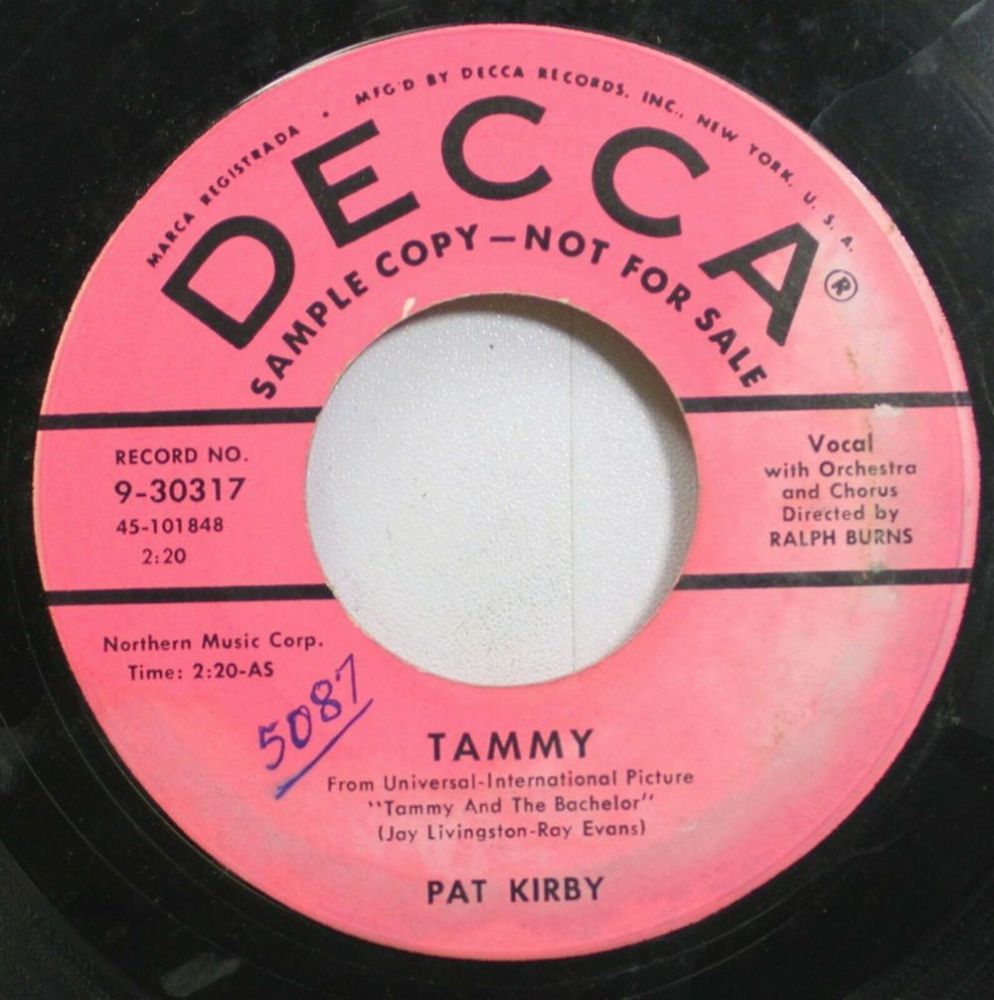 MARCA REGISTRADA • MFG'D BY DECCA RECORDS, INC., NEW YORK, U. S. A.
DECCA®
SAMPLE COPY—NOT FOR SALE
RECORD NO.
9-30317
45-101848
2:20
Vocal
with Orchestra
and Chorus
Directed by
RALPH BURNS
Northern Music Corp.
Time: 2:20-AS
5087
TAMMY
From Universal-International Picture
"Tammy And The Bachelor"
(Jay Livingston-Ray Evans)
PAT KIRBY